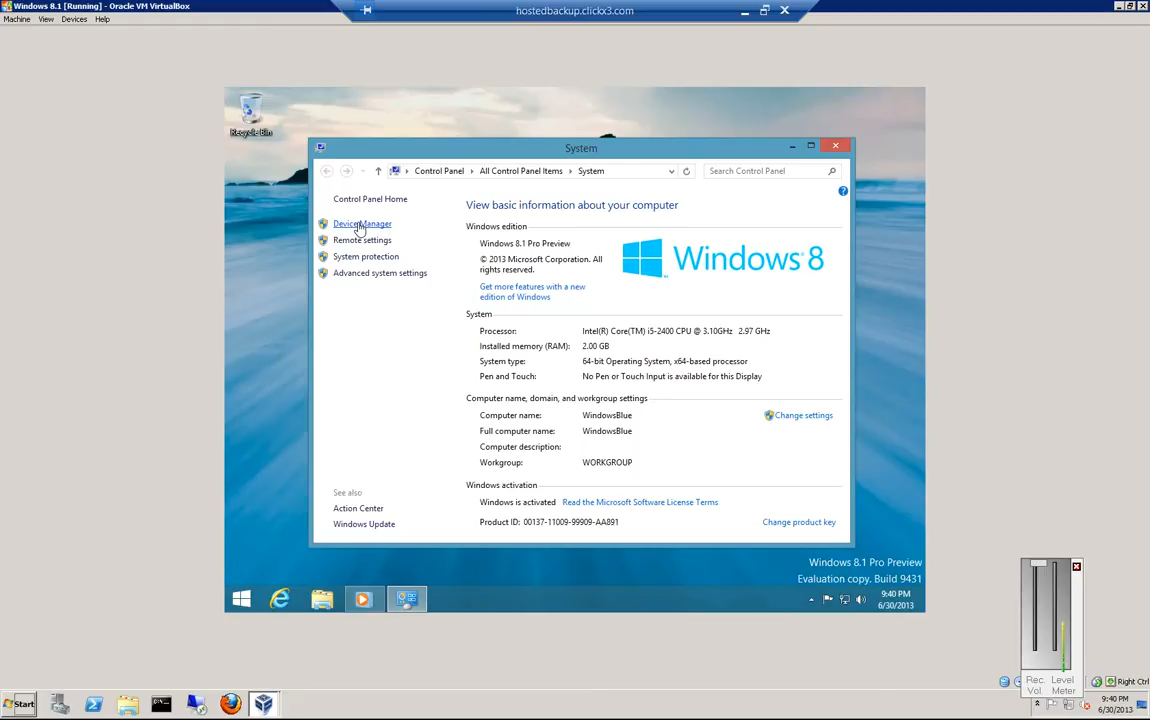 Windows 8.1 [Running] - Oracle VM VirtualBox
hostedbackup.clickx3.com
Machine View Devices Help
Recycle Bin
System
Control Panel All Control Panel Items System
Search Control Panel
Control Panel Home
Device Manager
Remote settings
System protection
Advanced system settings
View basic information about your computer
Windows edition
Windows 8.1 Pro Preview
© 2013 Microsoft Corporation. All
rights reserved.
Get more features with a new
edition of Windows
Windows 8
System
Processor: Intel(R) Core(TM) i5-2400 CPU @ 3.10GHz 2.97 GHz
Installed memory (RAM): 2.00 GB
System type: 64-bit Operating System, x64-based processor
Pen and Touch: No Pen or Touch Input is available for this Display
Computer name, domain, and workgroup settings
Computer name: WindowsBlue
Change settings
Full computer name: WindowsBlue
Computer description:
Workgroup: WORKGROUP
Windows activation
Windows is activated Read the Microsoft Software License Terms
Product ID: 00137-11009-99909-AA891
Change product key
See also
Action Center
Windows Update
Windows 8.1 Pro Preview
Evaluation copy. Build 9431
9:40 PM
6/30/2013
Rec. Vol.
Level Meter
Right Ctrl
Start
9:40 PM
6/30/2013